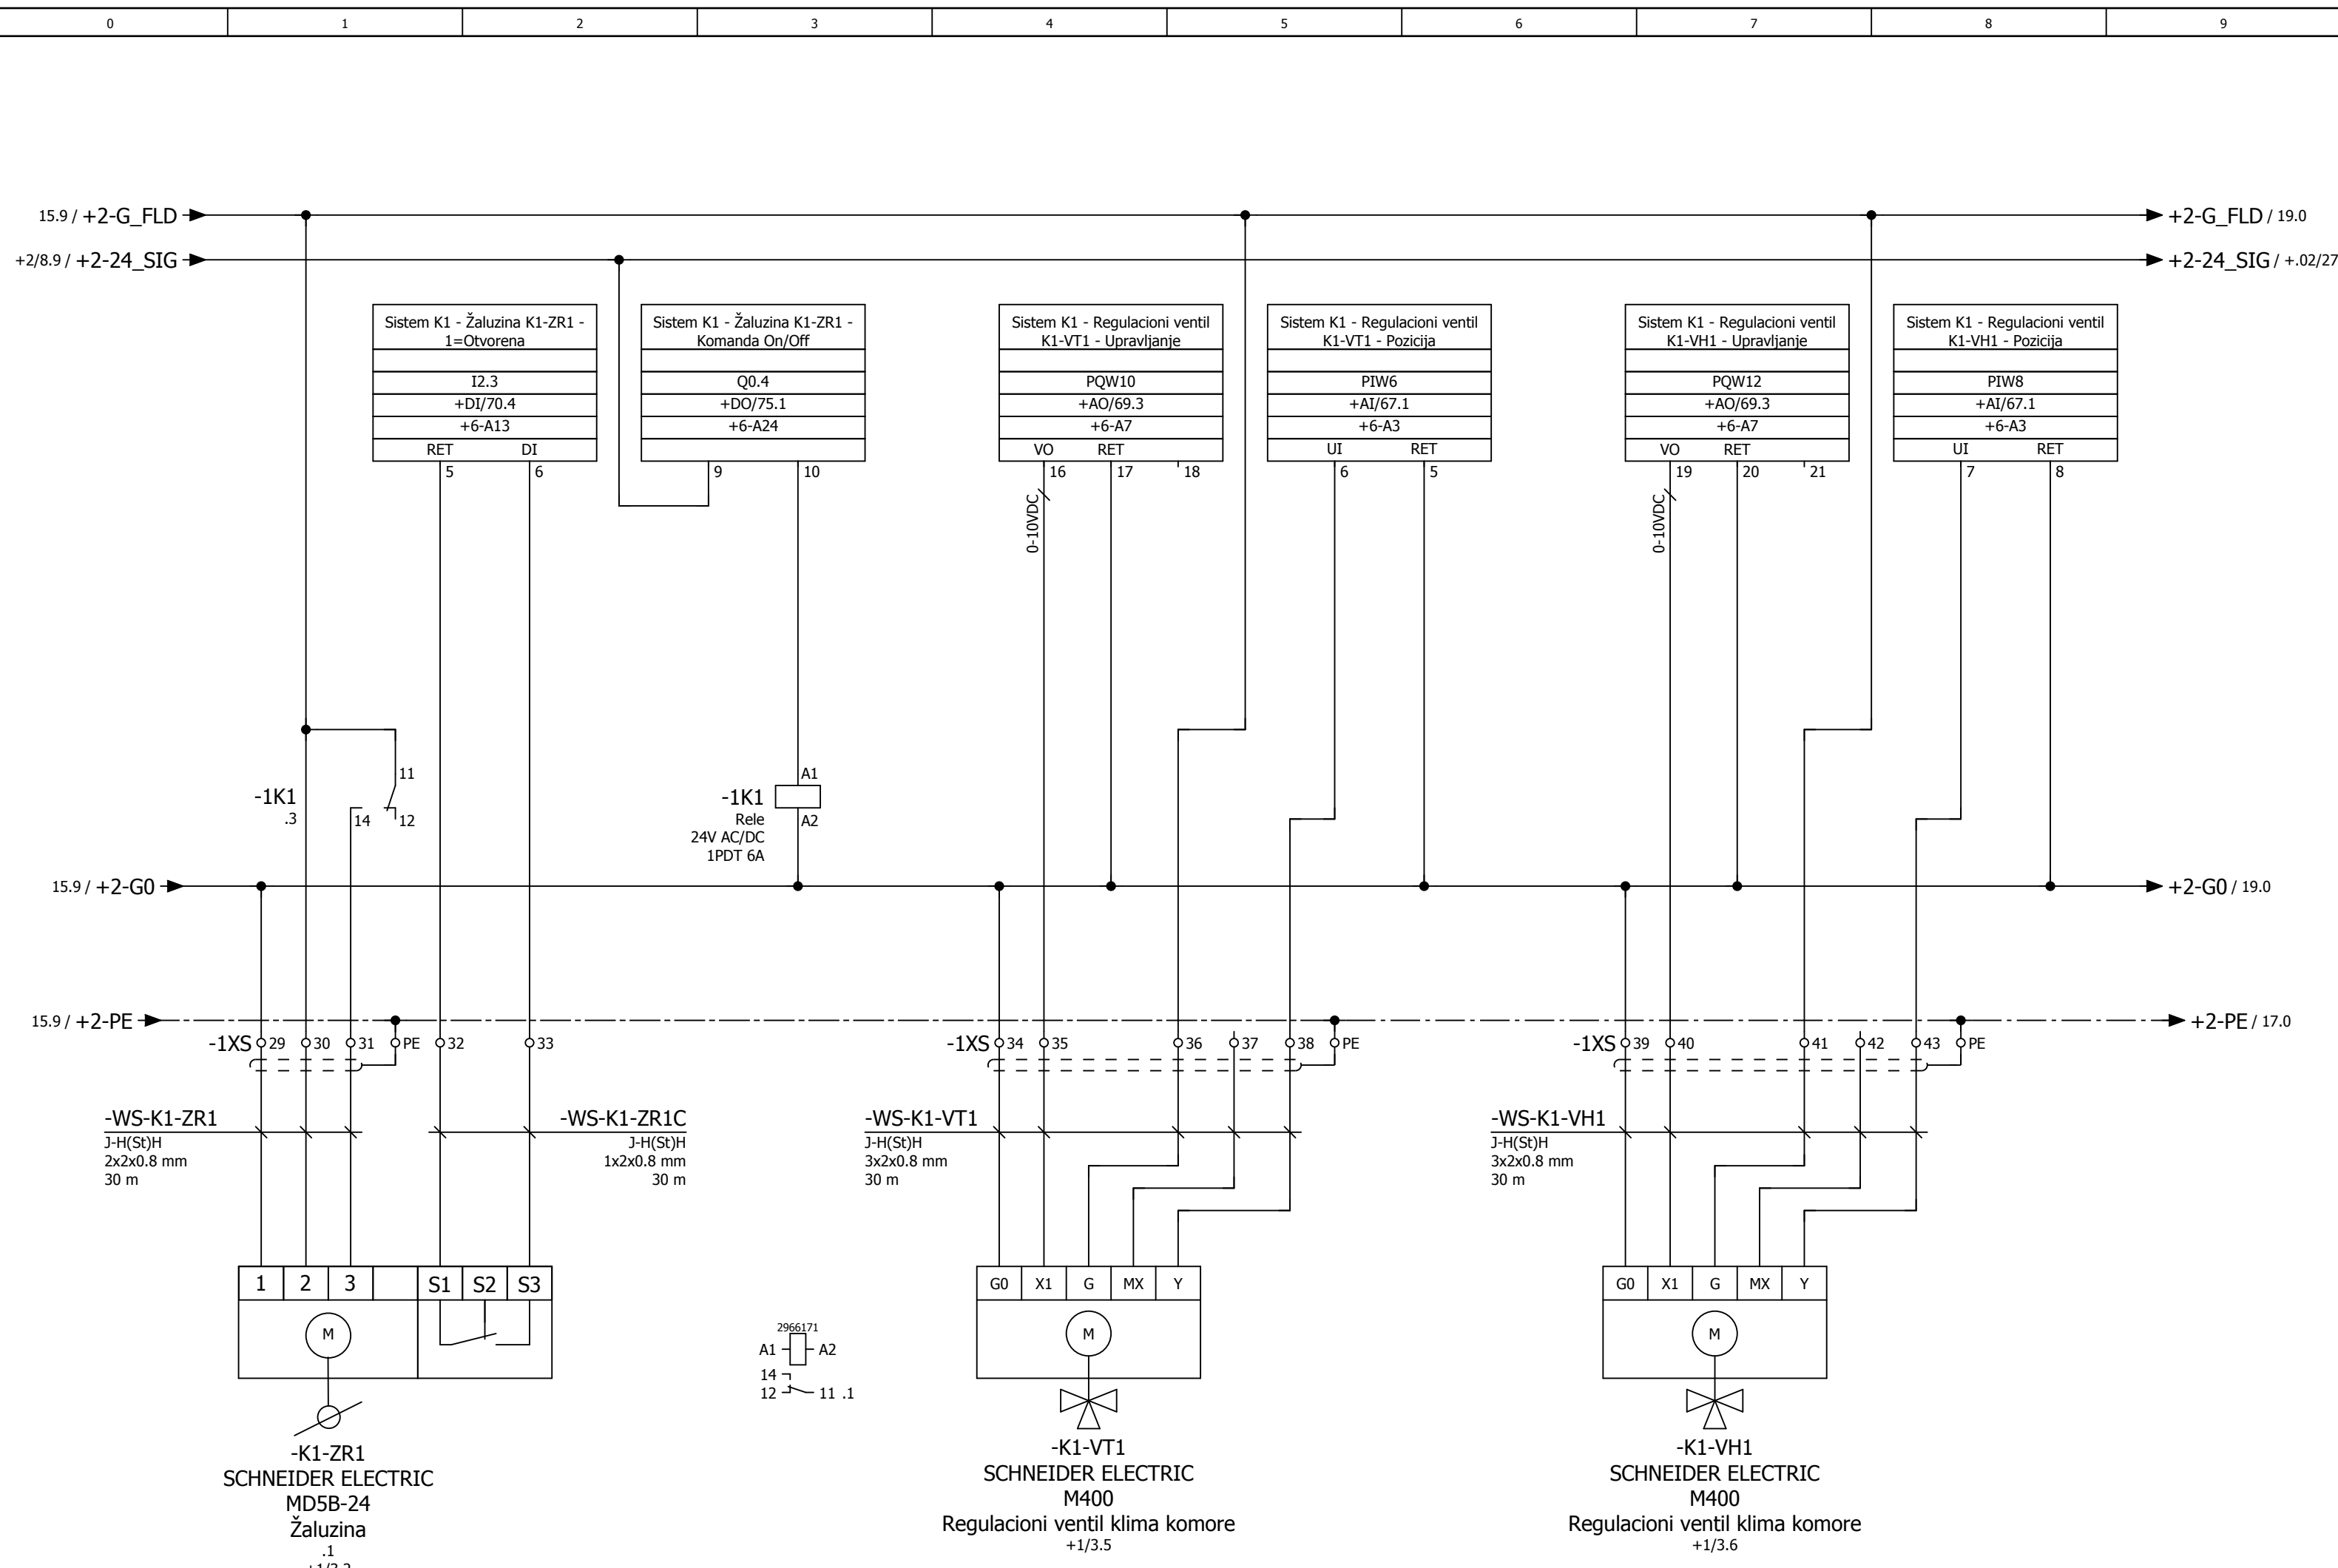 0 1 2 3 4 5 6 7 8 9
15.9 / +2-G_FLD
+2-G_FLD / 19.0
+2/8.9 / +2-24_SIG
+2-24_SIG / +.02/27
Sistem K1 - Žaluzina K1-ZR1 -
1=Otvorena
I2.3
+DI/70.4
+6-A13
RET DI
5 6
Sistem K1 - Žaluzina K1-ZR1 -
Komanda On/Off
Q0.4
+DO/75.1
+6-A24
9 10
Sistem K1 - Regulacioni ventil
K1-VT1 - Upravljanje
PQW10
+AO/69.3
+6-A7
VO RET
16 17 18
0-10VDC
Sistem K1 - Regulacioni ventil
K1-VT1 - Pozicija
PIW6
+AI/67.1
+6-A3
UI RET
6 5
Sistem K1 - Regulacioni ventil
K1-VH1 - Upravljanje
PQW12
+AO/69.3
+6-A7
VO RET
19 20 21
0-10VDC
Sistem K1 - Regulacioni ventil
K1-VH1 - Pozicija
PIW8
+AI/67.1
+6-A3
UI RET
7 8
11
-1K1
.3
14 12
A1
-1K1
Rele
A2
24V AC/DC
1PDT 6A
15.9 / +2-G0
+2-G0 / 19.0
15.9 / +2-PE
+2-PE / 17.0
-1XS 29 30 31 PE 32 33
-1XS 34 35 36 37 38 PE
-1XS 39 40 41 42 43 PE
-WS-K1-ZR1
J-H(St)H
2x2x0.8 mm
30 m
-WS-K1-ZR1C
J-H(St)H
1x2x0.8 mm
30 m
-WS-K1-VT1
J-H(St)H
3x2x0.8 mm
30 m
-WS-K1-VH1
J-H(St)H
3x2x0.8 mm
30 m
1 2 3 S1 S2 S3
M
-K1-ZR1
SCHNEIDER ELECTRIC
MD5B-24
Žaluzina
.1
+1/3.2
2966171
A1 A2
14
12 11 .1
G0 X1 G MX Y
M
-K1-VT1
SCHNEIDER ELECTRIC
M400
Regulacioni ventil klima komore
+1/3.5
G0 X1 G MX Y
M
-K1-VH1
SCHNEIDER ELECTRIC
M400
Regulacioni ventil klima komore
+1/3.6